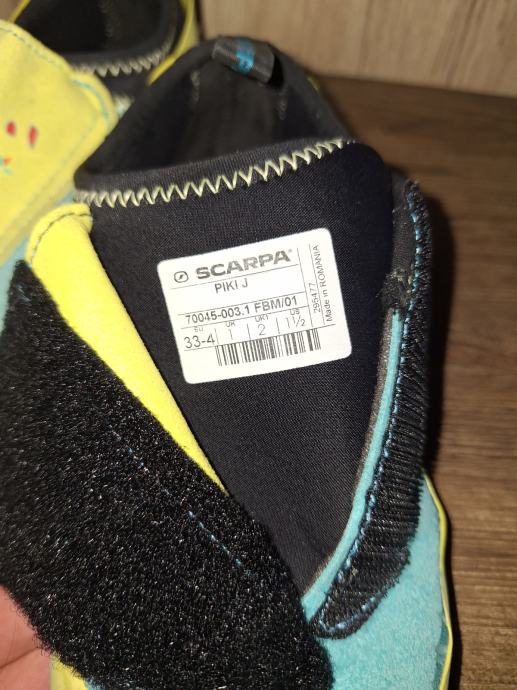 SCARPA®
PIKI J
70045-003.1 FBM/01
EU UK UK1 US
33-4 1 2 1½
295477
Made in ROMANIA